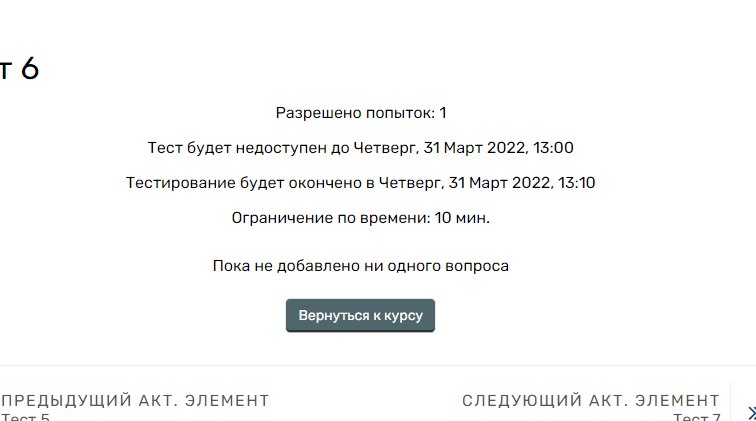 т 6
Разрешено попыток: 1
Тест будет недоступен до Четверг, 31 Март 2022, 13:00
Тестирование будет окончено в Четверг, 31 Март 2022, 13:10
Ограничение по времени: 10 мин.
Пока не добавлено ни одного вопроса
Вернуться к курсу
ПРЕДЫДУЩИЙ АКТ. ЭЛЕМЕНТ
Тест 5
СЛЕДУЮЩИЙ АКТ. ЭЛЕМЕНТ
Тест 7